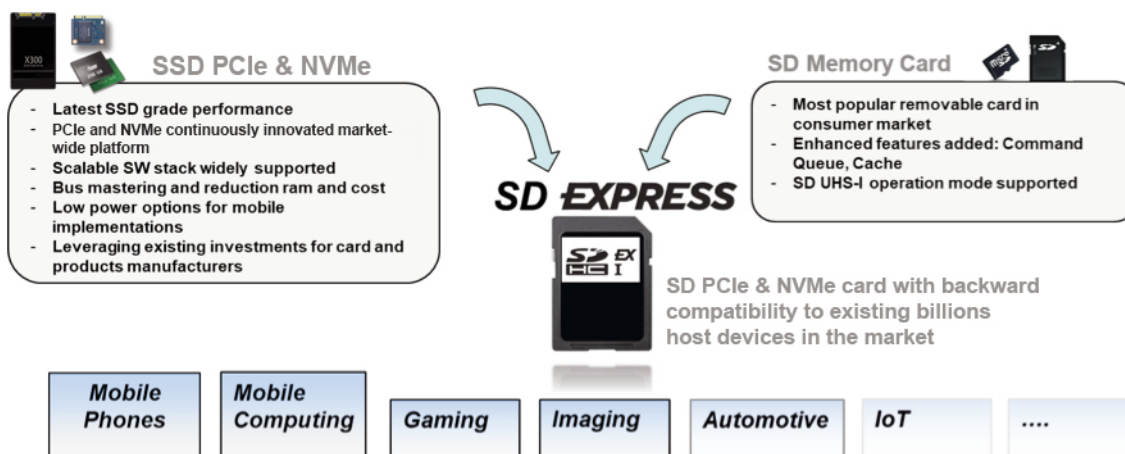 X300
SSD PCIe & NVMe
- Latest SSD grade performance
- PCIe and NVMe continuously innovated market-
wide platform
- Scalable SW stack widely supported
- Bus mastering and reduction ram and cost
- Low power options for mobile
implementations
- Leveraging existing investments for card and
products manufacturers
SD Memory Card
- Most popular removable card in
consumer market
- Enhanced features added: Command
Queue, Cache
- SD UHS-I operation mode supported
SD EXPRESS
SD EX
HC I
SD PCIe & NVMe card with backward
compatibility to existing billions
host devices in the market
Mobile
Phones
Mobile
Computing
Gaming
Imaging
Automotive
IoT
....